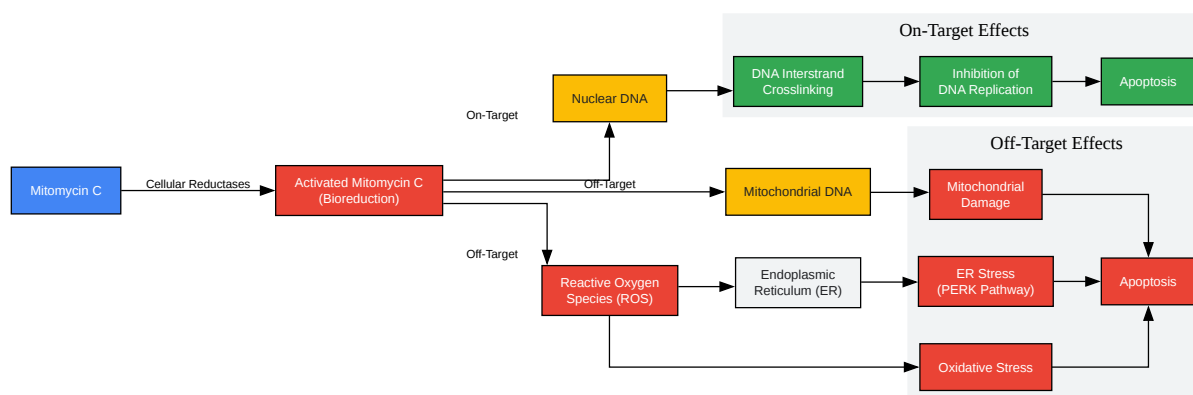 On-Target Effects
DNA Interstrand
Crosslinking
Inhibition of
DNA Replication
Apoptosis
Nuclear DNA
On-Target
Off-Target Effects
Mitomycin C
Cellular Reductases
Activated Mitomycin C
(Bioreduction)
Off-Target
Mitochondrial DNA
Mitochondrial
Damage
Off-Target
Reactive Oxygen
Species (ROS)
Endoplasmic
Reticulum (ER)
ER Stress
(PERK Pathway)
Apoptosis
Oxidative Stress